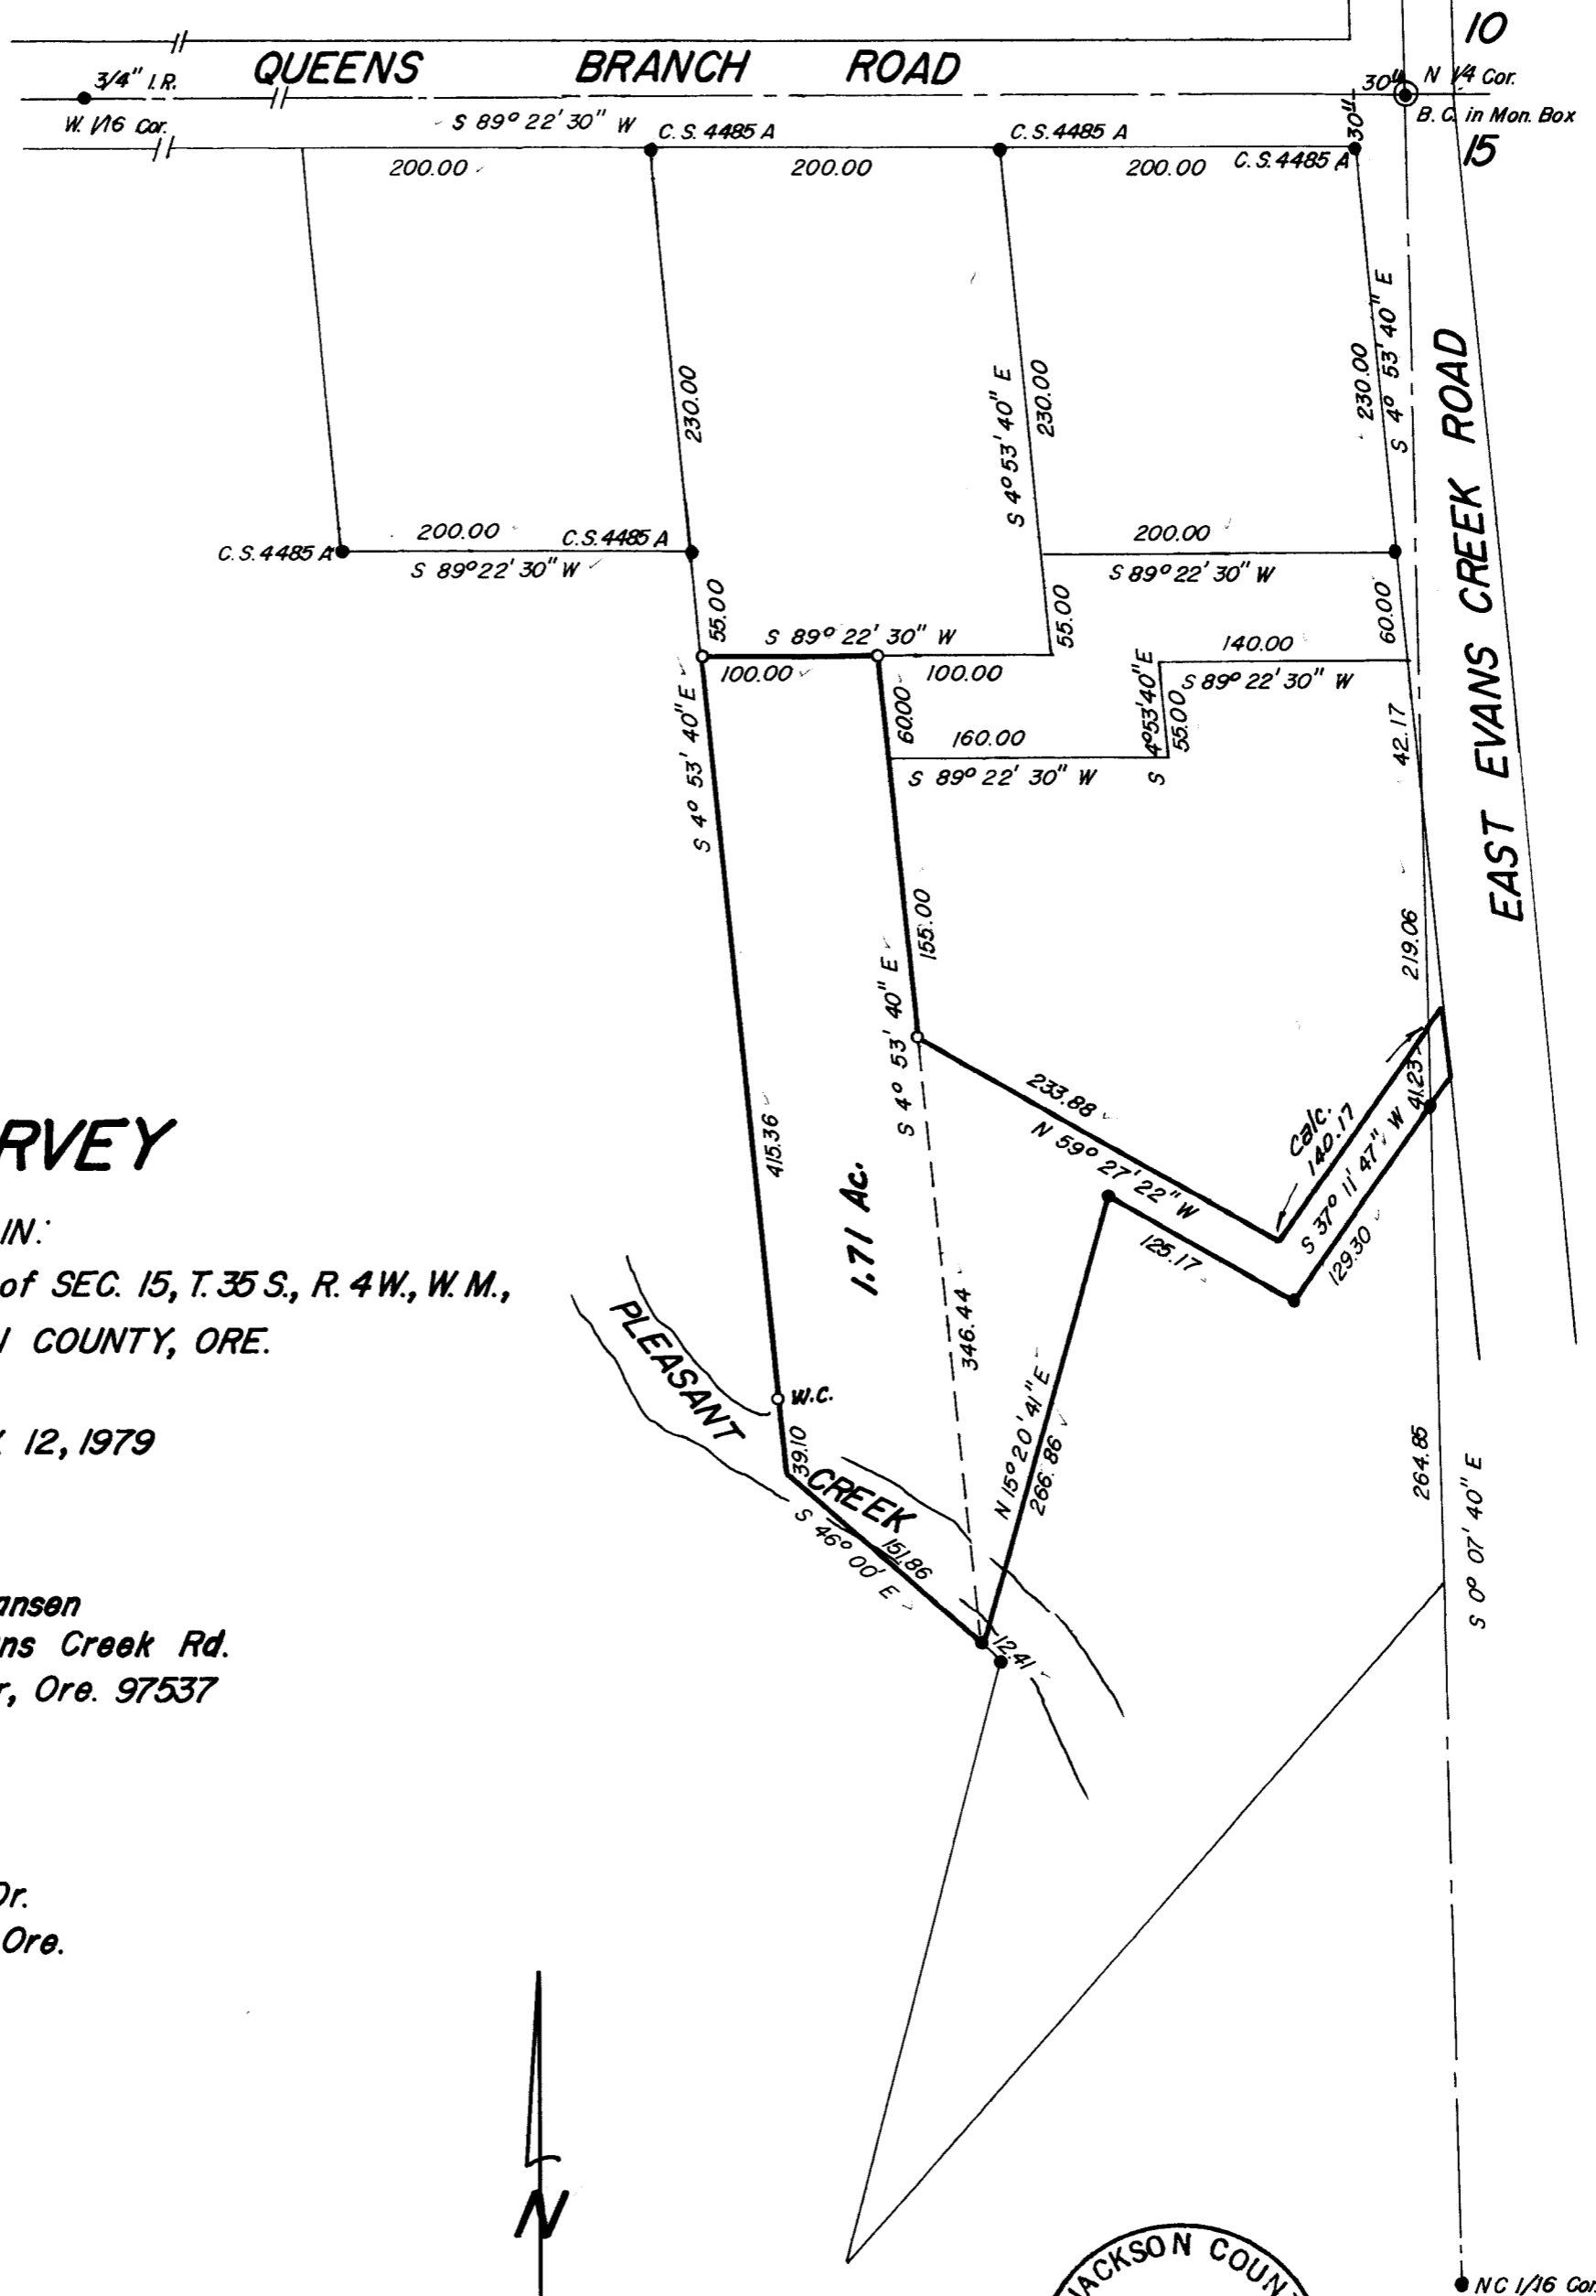 10
QUEENS BRANCH ROAD
3/4" I.R.
30'
N 1/4 Cor.
W. 1/16 Cor.
S 89° 22' 30" W
C.S. 4485 A
C.S. 4485 A
30'
B.C. in Mon. Box
200.00
200.00
200.00
C.S. 4485 A
15
230.00
S 4° 53' 40" E
230.00
230.00
S 4° 53' 40" E
EAST EVANS CREEK ROAD
200.00
C.S. 4485 A
200.00
C.S. 4485 A
S 89° 22' 30" W
S 89° 22' 30" W
55.00
55.00
60.00
S 89° 22' 30" W
140.00
100.00
100.00
S 89° 22' 30" W
S 4° 53' 40" E
60.00
S 4° 53' 40" E
55.00
42.17
160.00
S 89° 22' 30" W
155.00
219.06
S 4° 53' 40" E
233.88
N 59° 27' 22" W
Calc.
140.17
41.23
S 37° 11' 47" W
129.30
RVEY
415.36
1.71 Ac.
125.17
IN:
of SEC. 15, T. 35 S., R. 4 W., W. M.,
COUNTY, ORE.
346.44
N 15° 20' 41" E
266.86
PLEASANT
W.C.
12, 1979
264.85
S 0° 07' 40" E
39.10
CREEK
S 46° 00' E
151.86
ansen
ns Creek Rd.
r, Ore. 97537
12.41
Dr.
Ore.
N
JACKSON COUN
NC 1/16 Cor